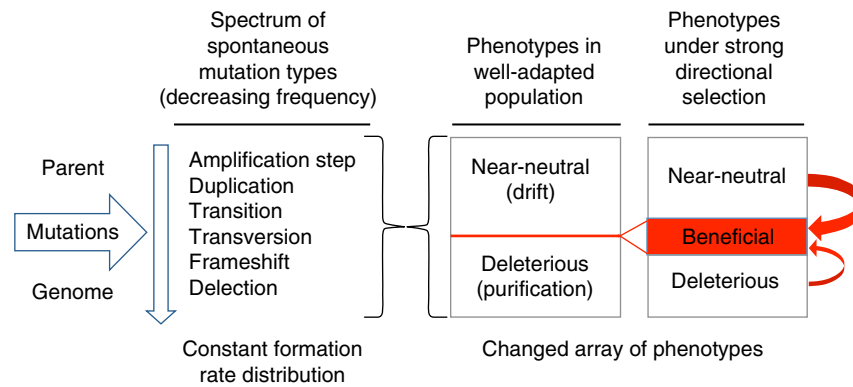 Spectrum of
spontaneous
mutation types
(decreasing frequency)
Phenotypes in
well-adapted
population
Phenotypes
under strong
directional
selection
Parent
Mutations
Genome
Amplification step
Duplication
Transition
Transversion
Frameshift
Delection
Near-neutral
(drift)
Deleterious
(purification)
Near-neutral
Beneficial
Deleterious
Constant formation
rate distribution
Changed array of phenotypes